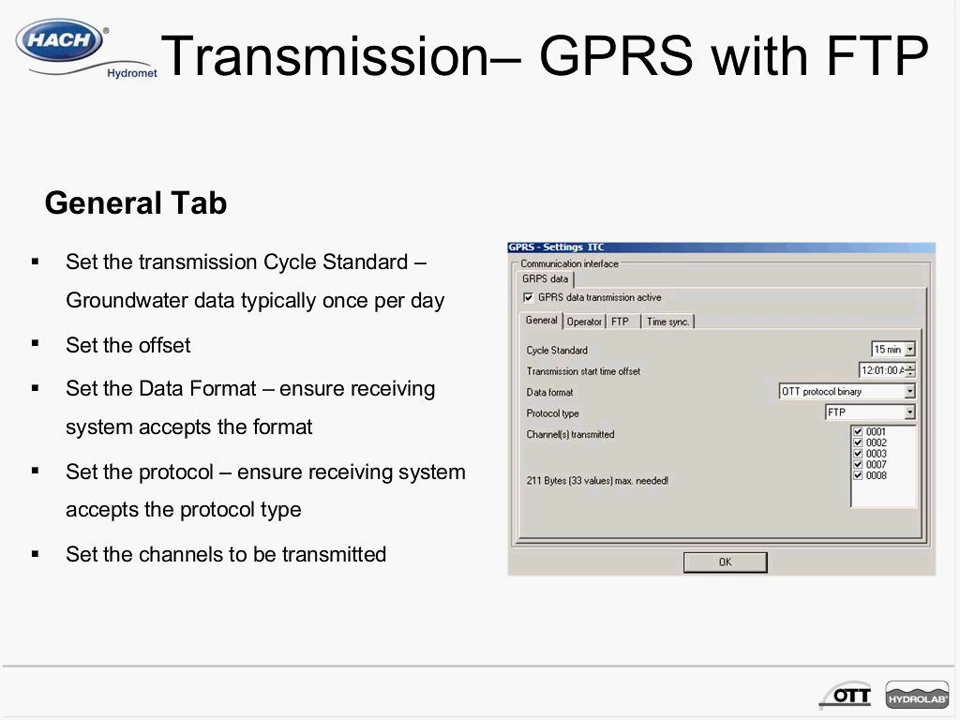 HACH®
Hydromet
Transmission– GPRS with FTP
General Tab
▪ Set the transmission Cycle Standard –
Groundwater data typically once per day
▪ Set the offset
▪ Set the Data Format – ensure receiving
system accepts the format
▪ Set the protocol – ensure receiving system
accepts the protocol type
▪ Set the channels to be transmitted
GPRS - Settings ITC
Communication interface
GRPS data
GPRS data transmission active
General Operator FTP Time sync.
Cycle Standard 15 min
Transmission start time offset 12:01:00 A
Data format OTT protocol binary
Protocol type FTP
Channel(s) transmitted 0001
0002
0003
0007
0008
211 Bytes (33 values) max. needed!
OK
OTT HYDROLAB